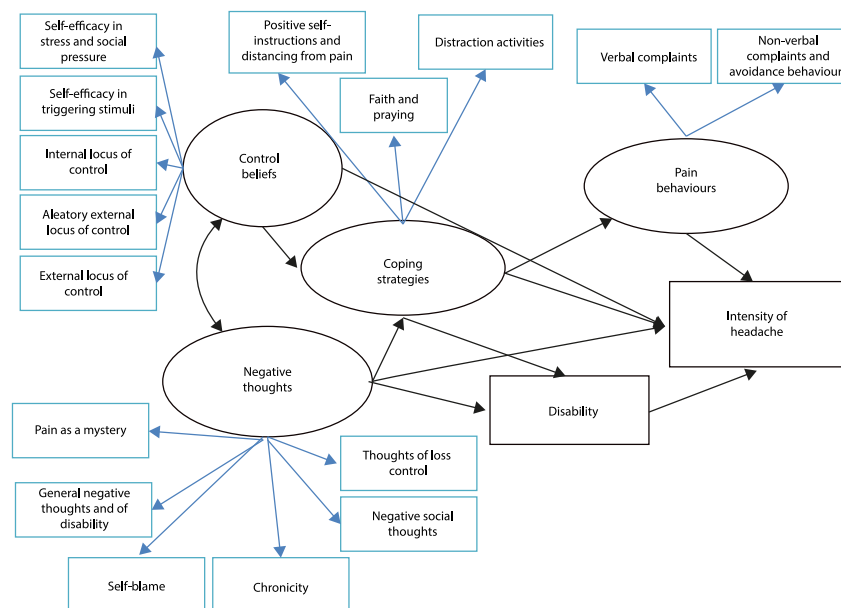 Self-efficacy in
stress and social
pressure
Positive self-
instructions and
distancing from pain
Distraction activities
Verbal complaints
Non-verbal
complaints and
avoidance behaviour
Self-efficacy in
triggering stimuli
Faith and
praying
Internal locus of
control
Control
beliefs
Pain
behaviours
Aleatory external
locus of control
External locus of
control
Coping
strategies
Intensity of
headache
Negative
thoughts
Disability
Pain as a mystery
Thoughts of loss
control
General negative
thoughts and of
disability
Negative social
thoughts
Self-blame
Chronicity